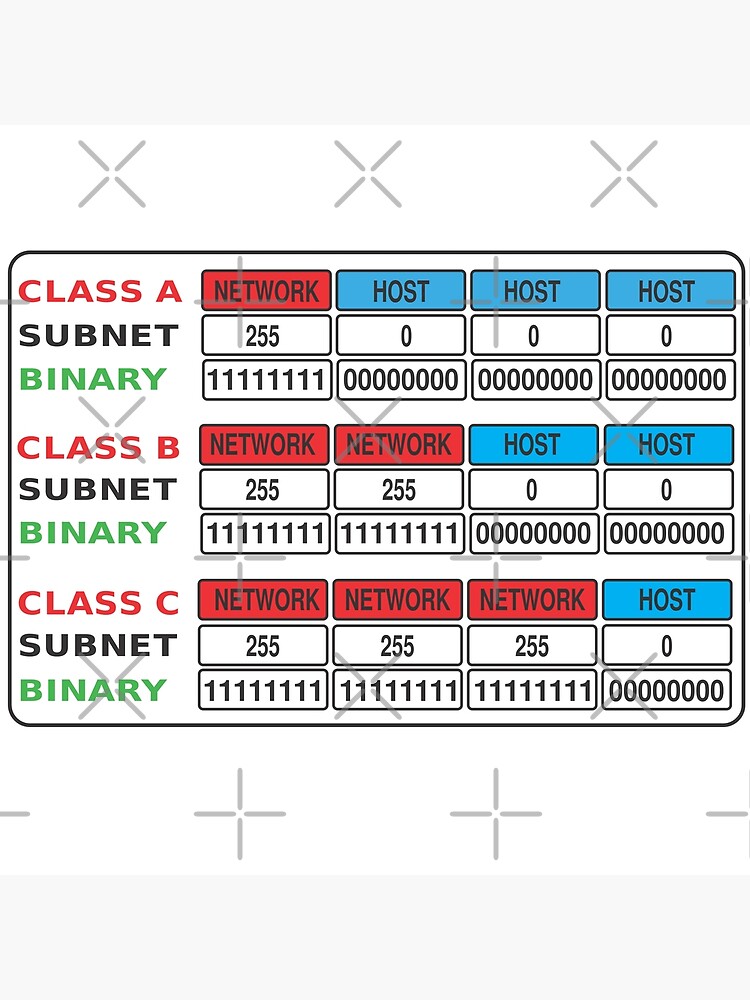 CLASS A NETWORK HOST HOST HOST
SUBNET 255 0 0 0
BINARY 11111111 00000000 00000000 00000000
CLASS B NETWORK NETWORK HOST HOST
SUBNET 255 255 0 0
BINARY 11111111 11111111 00000000 00000000
CLASS C NETWORK NETWORK NETWORK HOST
SUBNET 255 255 255 0
BINARY 11111111 11111111 11111111 00000000